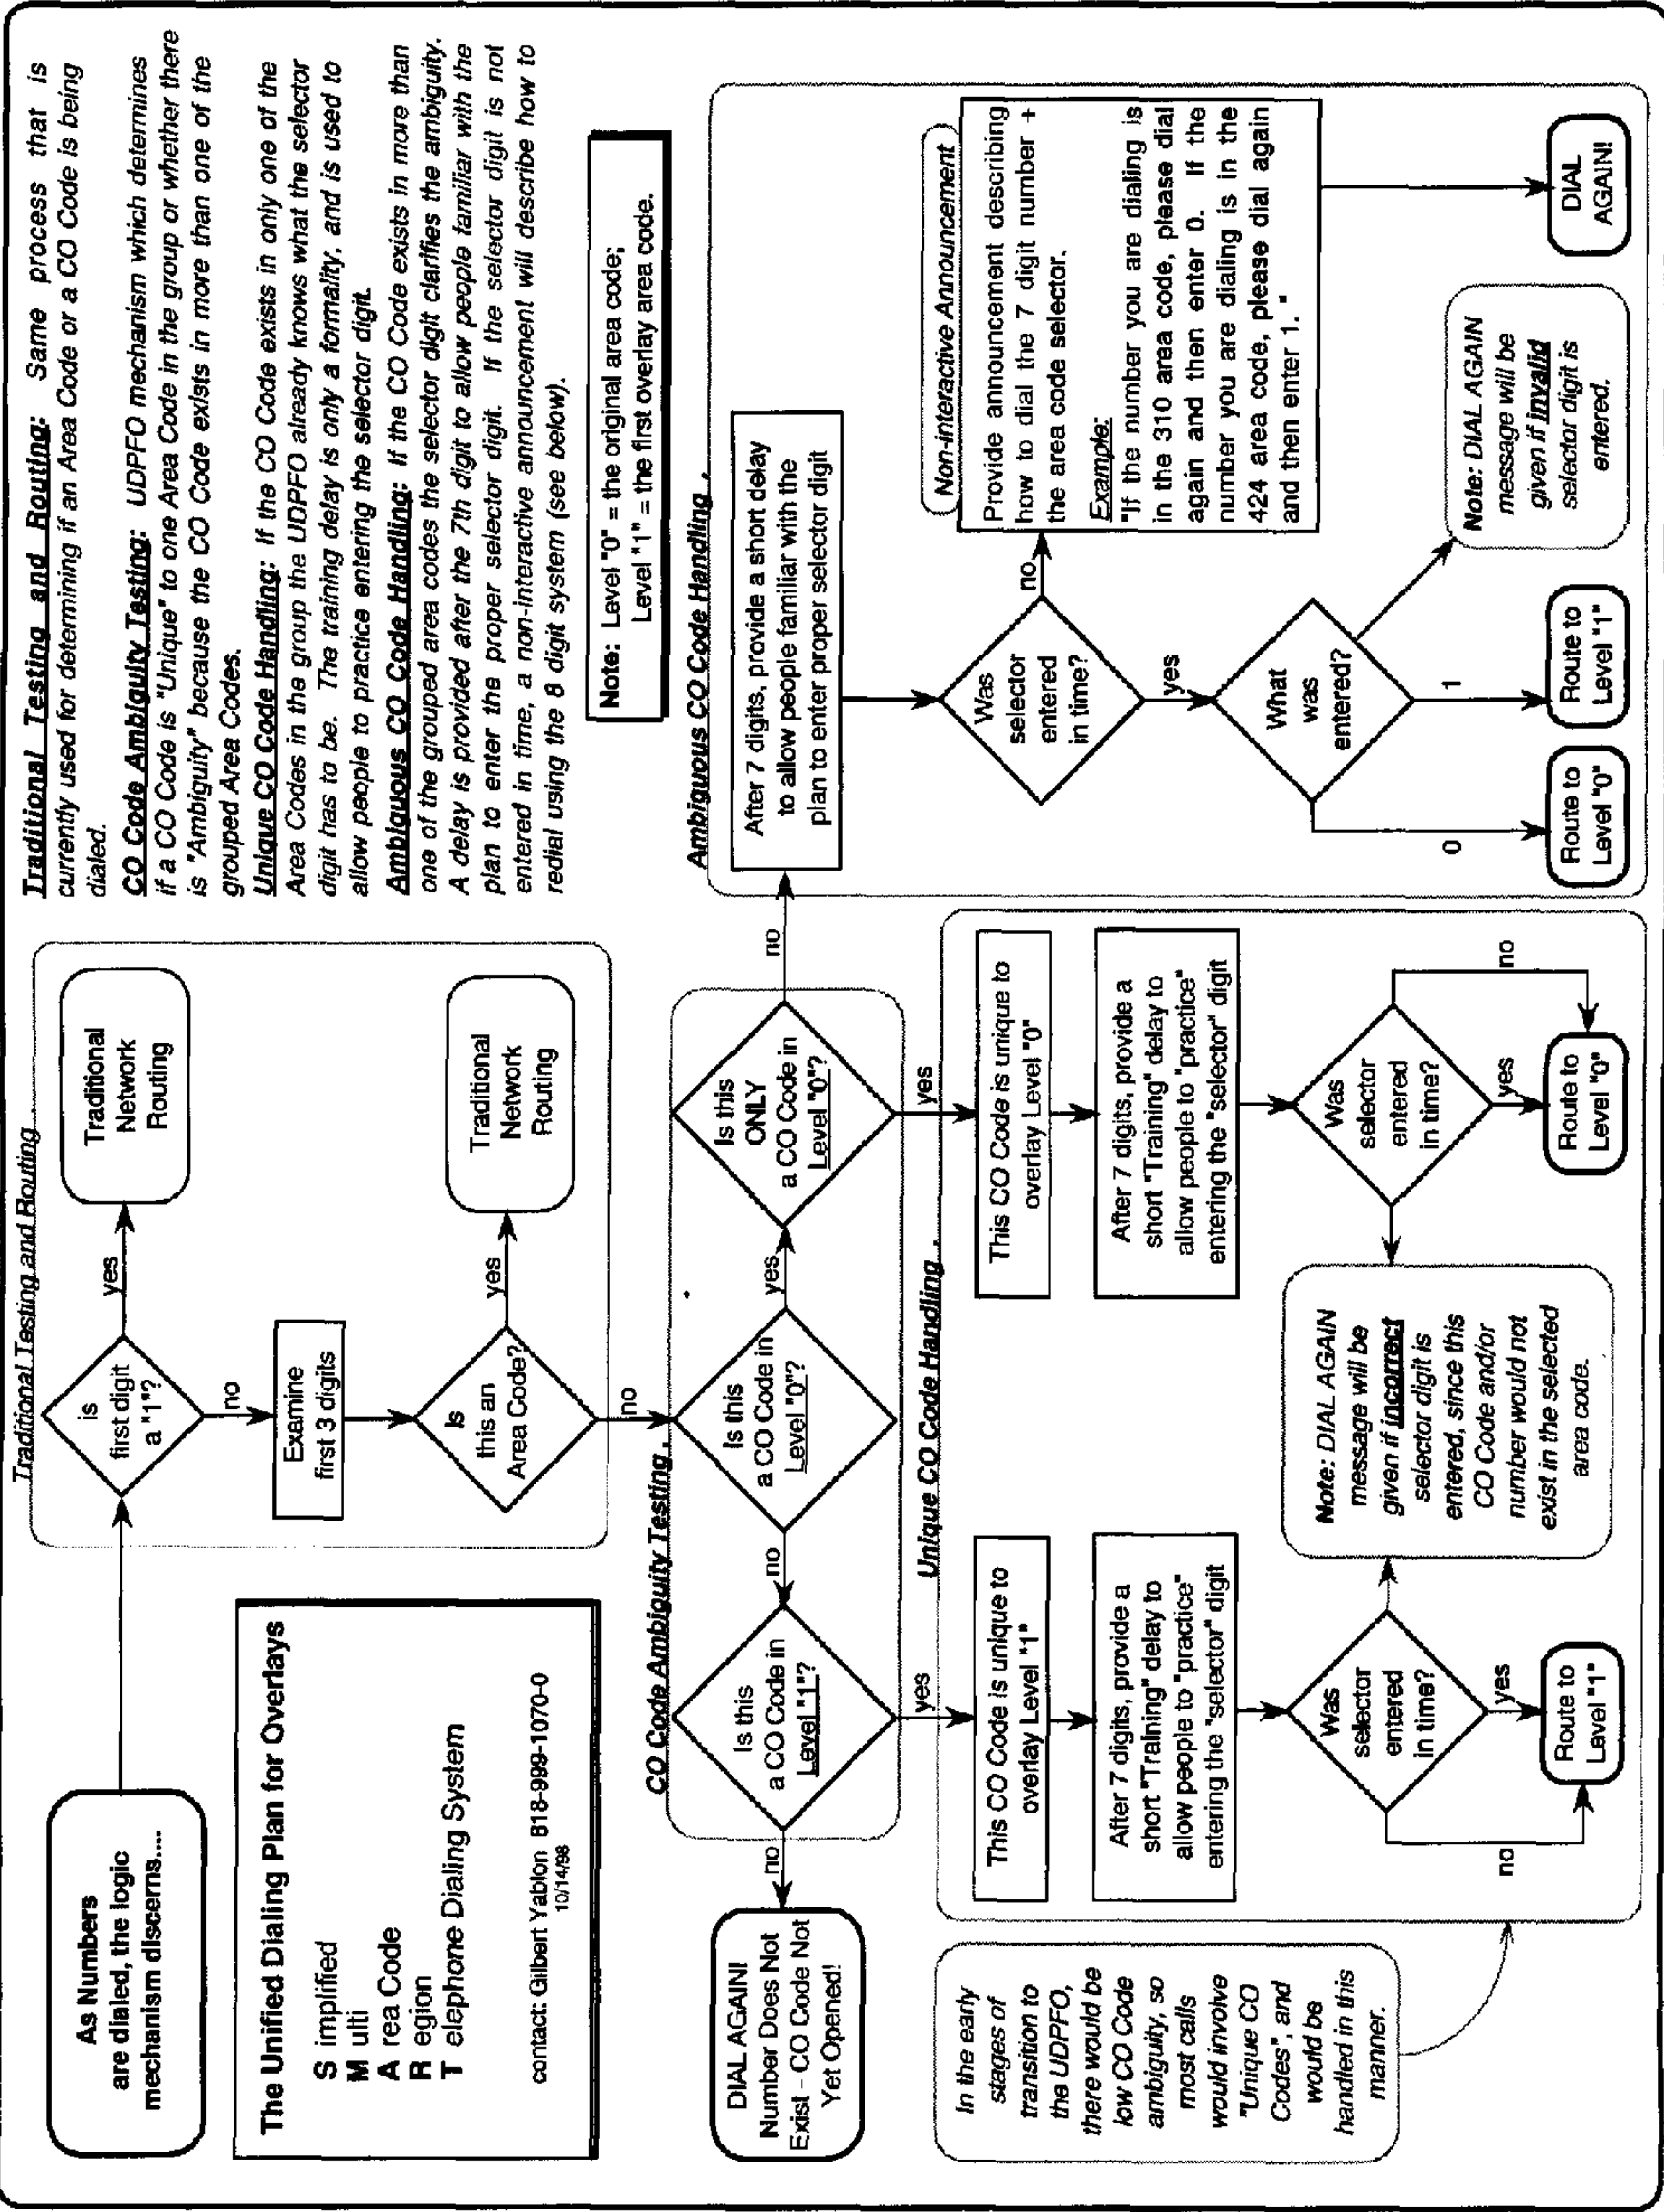 As Numbers
are dialed, the logic
mechanism discerns....
The Unified Dialing Plan for Overlays
S implified
M ulti
A rea Code
R egion
T elephone Dialing System
contact: Gilbert Yablon 818-999-1070-0
10/14/98
Traditional Testing and Routing
is
first digit
a "1"?
yes
Traditional
Network
Routing
no
Examine
first 3 digits
Is
this an
Area Code?
yes
Traditional
Network
Routing
no
Traditional Testing and Routing: Same process that is
currently used for determining if an Area Code or a CO Code is being
dialed.
CO Code Ambiguity Testing: UDPFO mechanism which determines
if a CO Code is "Unique" to one Area Code in the group or whether there
is "Ambiguity" because the CO Code exists in more than one of the
grouped Area Codes.
Unique CO Code Handling: If the CO Code exists in only one of the
Area Codes in the group the UDPFO already knows what the selector
digit has to be. The training delay is only a formality, and is used to
allow people to practice entering the selector digit.
Ambiguous CO Code Handling: If the CO Code exists in more than
one of the grouped area codes the selector digit clarifies the ambiguity.
A delay is provided after the 7th digit to allow people familiar with the
plan to enter the proper selector digit. If the selector digit is not
entered in time, a non-interactive announcement will describe how to
redial using the 8 digit system (see below).
Note: Level "0" = the original area code;
Level "1" = the first overlay area code.
CO Code Ambiguity Testing
DIAL AGAIN!
Number Does Not
Exist - CO Code Not
Yet Opened!
no
Is this
a CO Code in
Level "1"?
no
Is this
a CO Code in
Level "0"?
yes
Is this
ONLY
a CO Code in
Level "0"?
no
yes
yes
Unique CO Code Handling
In the early
stages of
transition to
the UDPFO,
there would be
low CO Code
ambiguity, so
most calls
would involve
"Unique CO
Codes", and
would be
handled in this
manner.
This CO Code is unique to
overlay Level "1"
After 7 digits, provide a
short "Training" delay to
allow people to "practice"
entering the "selector" digit
Was
selector
entered
in time?
no
yes
Route to
Level "1"
Note: DIAL AGAIN
message will be
given if incorrect
selector digit is
entered, since this
CO Code and/or
number would not
exist in the selected
area code.
This CO Code is unique to
overlay Level "0"
After 7 digits, provide a
short "Training" delay to
allow people to "practice"
entering the "selector" digit
Was
selector
entered
in time?
yes
no
Route to
Level "0"
Ambiguous CO Code Handling
After 7 digits, provide a short delay
to allow people familiar with the
plan to enter proper selector digit
Was
selector
entered
in time?
no
yes
Non-interactive Announcement
Provide announcement describing
how to dial the 7 digit number +
the area code selector.
Example:
"If the number you are dialing is
in the 310 area code, please dial
again and then enter 0. If the
number you are dialing is in the
424 area code, please dial again
and then enter 1. "
What
was
entered?
0
1
Route to
Level "0"
Route to
Level "1"
Note: DIAL AGAIN
message will be
given if invalid
selector digit is
entered.
DIAL
AGAIN!